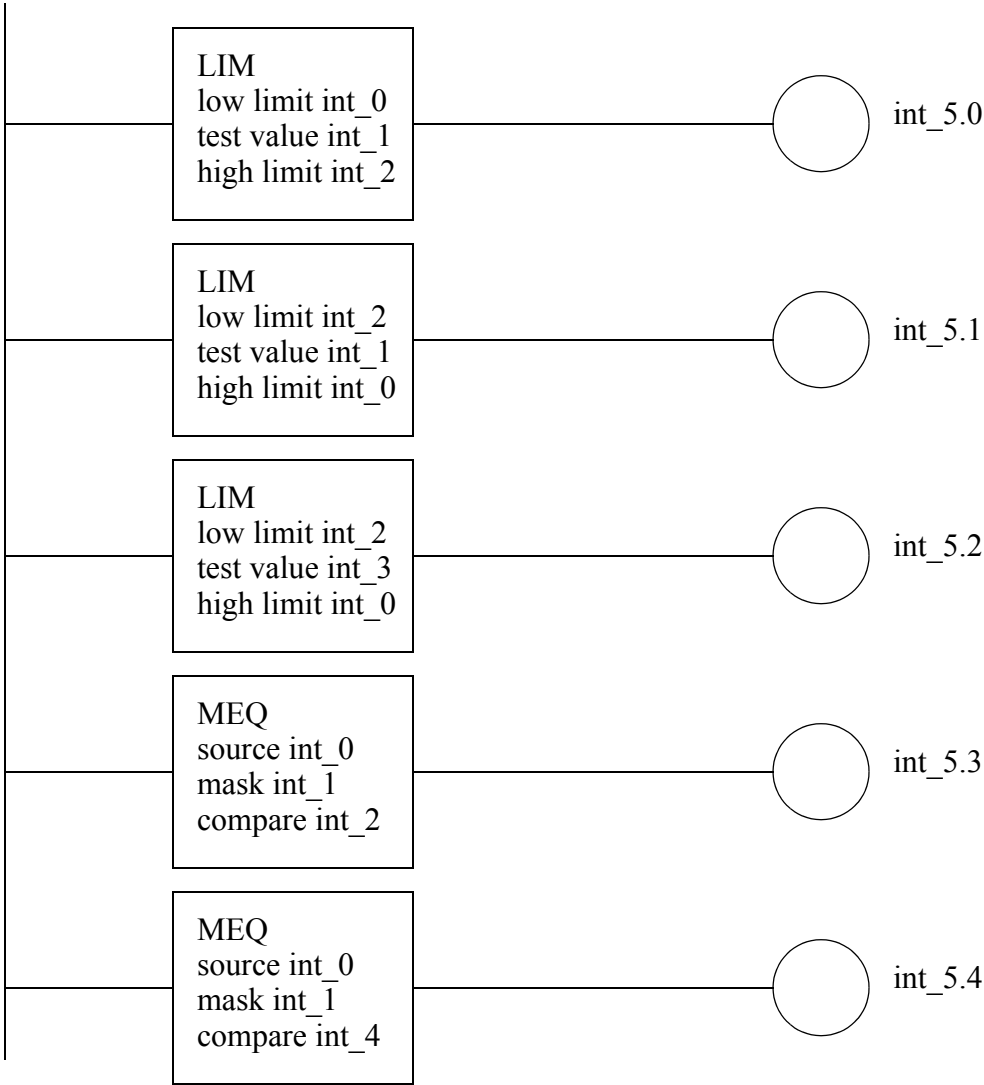 LIM
low limit int_0
test value int_1
high limit int_2
int_5.0
LIM
low limit int_2
test value int_1
high limit int_0
int_5.1
LIM
low limit int_2
test value int_3
high limit int_0
int_5.2
MEQ
source int_0
mask int_1
compare int_2
int_5.3
MEQ
source int_0
mask int_1
compare int_4
int_5.4